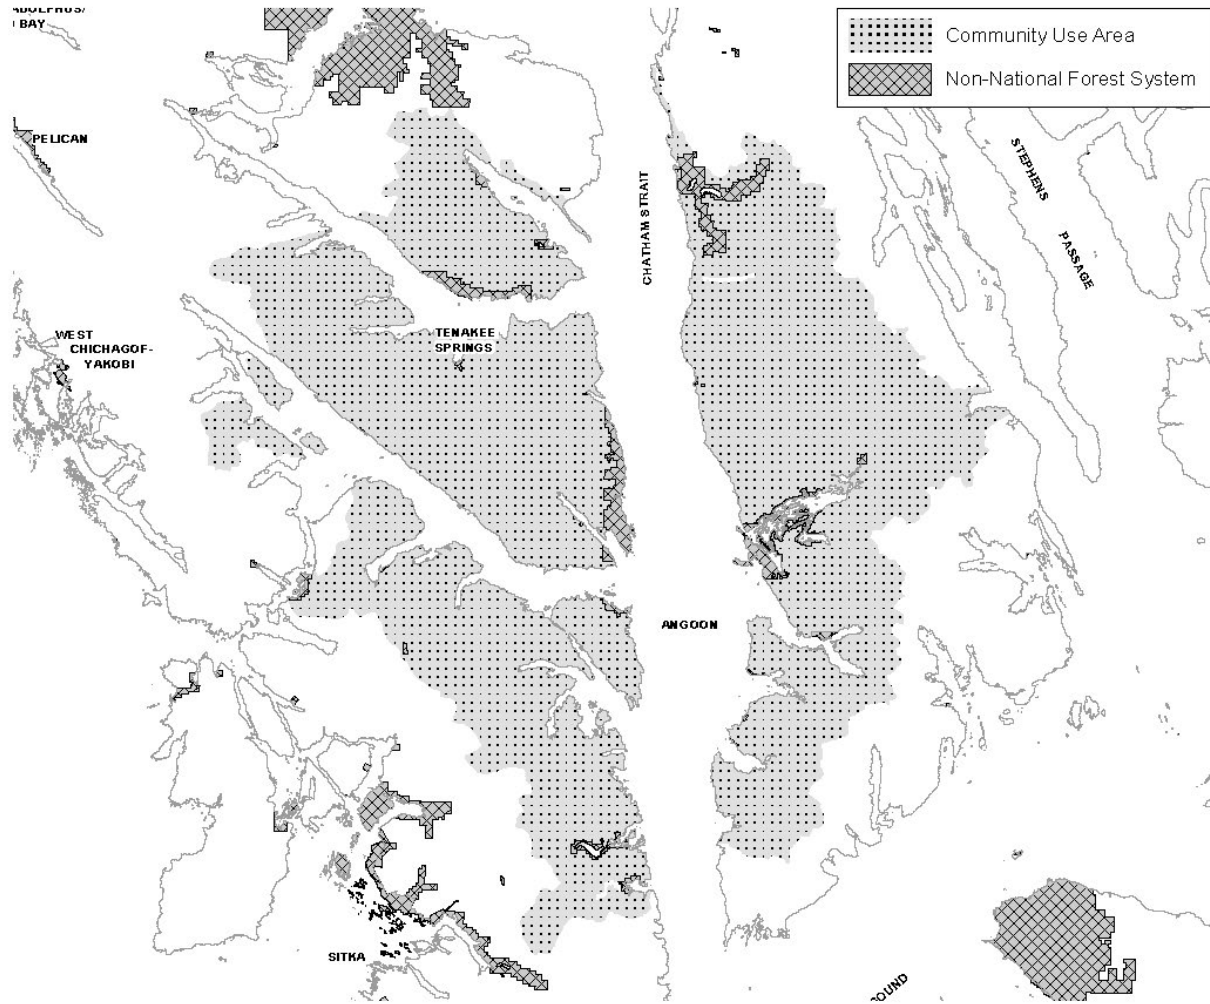 ADOLPHUS/
BAY
Community Use Area
Non-National Forest System
PELICAN
STEPHENS
PASSAGE
CHATHAM STRAIT
WEST
CHICHAGOF-
YAKOBI
TENAKEE
SPRINGS
ANGOON
SITKA
SOUND